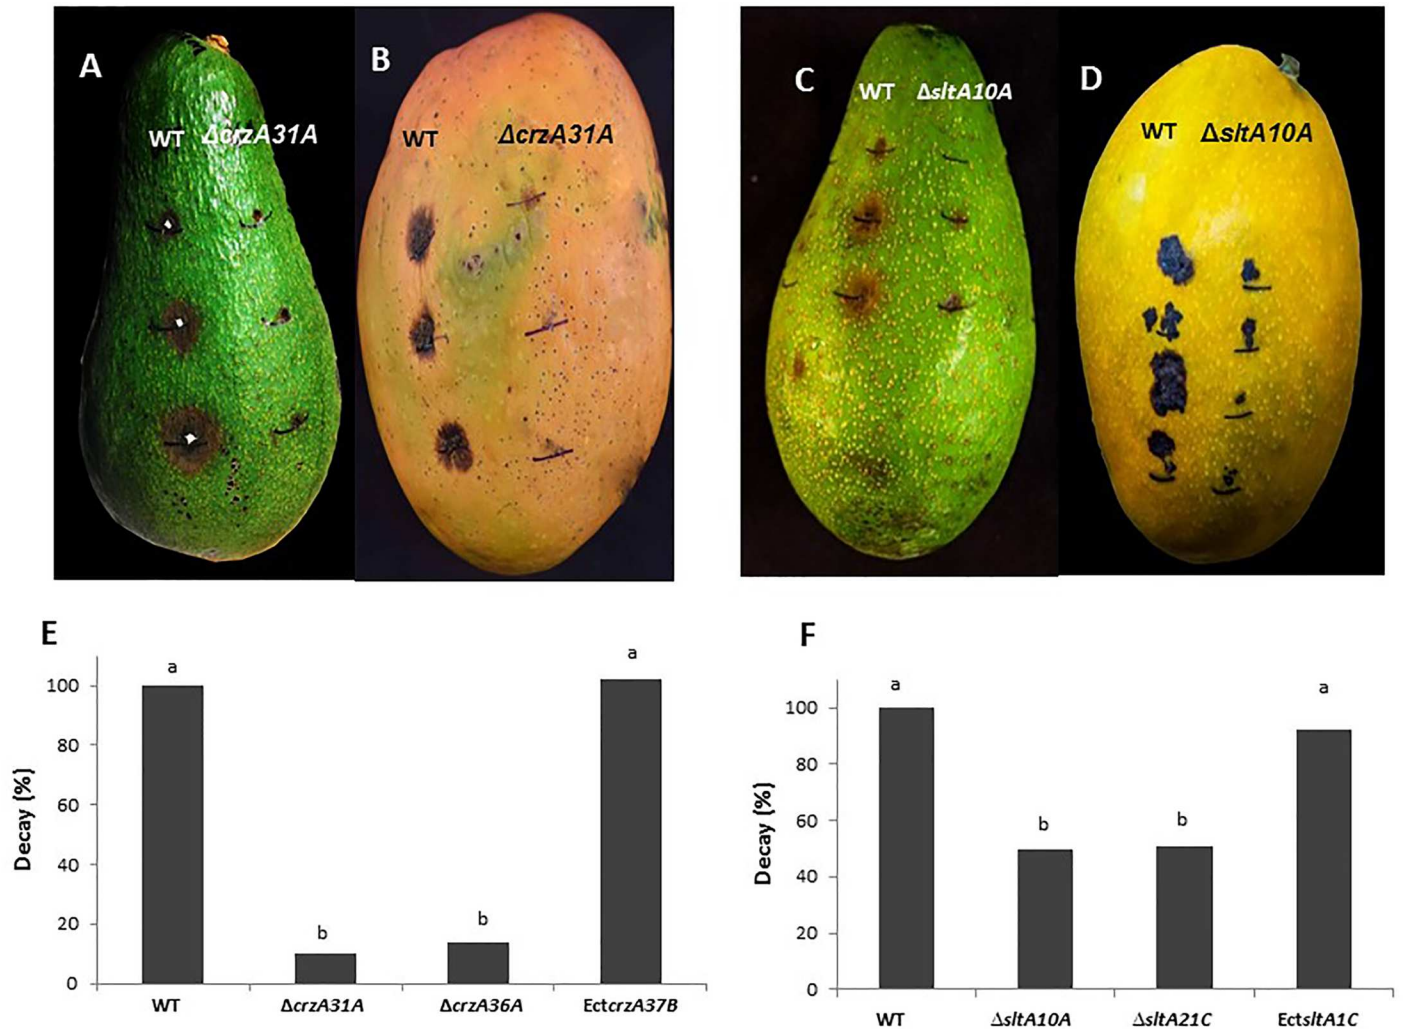 A
WT ΔcrzA31A
B
WT ΔcrzA31A
C
WT ΔsltA10A
D
WT ΔsltA10A
E
Decay (%)
100
80
60
40
20
0
a
b
b
a
WT ΔcrzA31A ΔcrzA36A EctcrzA37B
F
Decay (%)
100
80
60
40
20
0
a
b
b
a
WT ΔsltA10A ΔsltA21C EctsltA1C